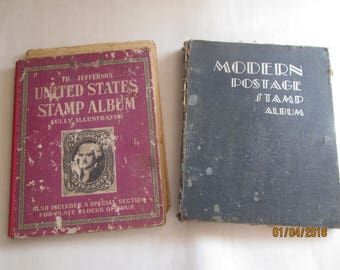 THE JEFFERSON
UNITED STATES
STAMP ALBUM
FULLY ILLUSTRATED
ALSO INCLUDES A SPECIAL SECTION
FOR PLATE BLOCKS OF FOUR
MODERN
POSTAGE
STAMP
ALBUM
01/04/2016